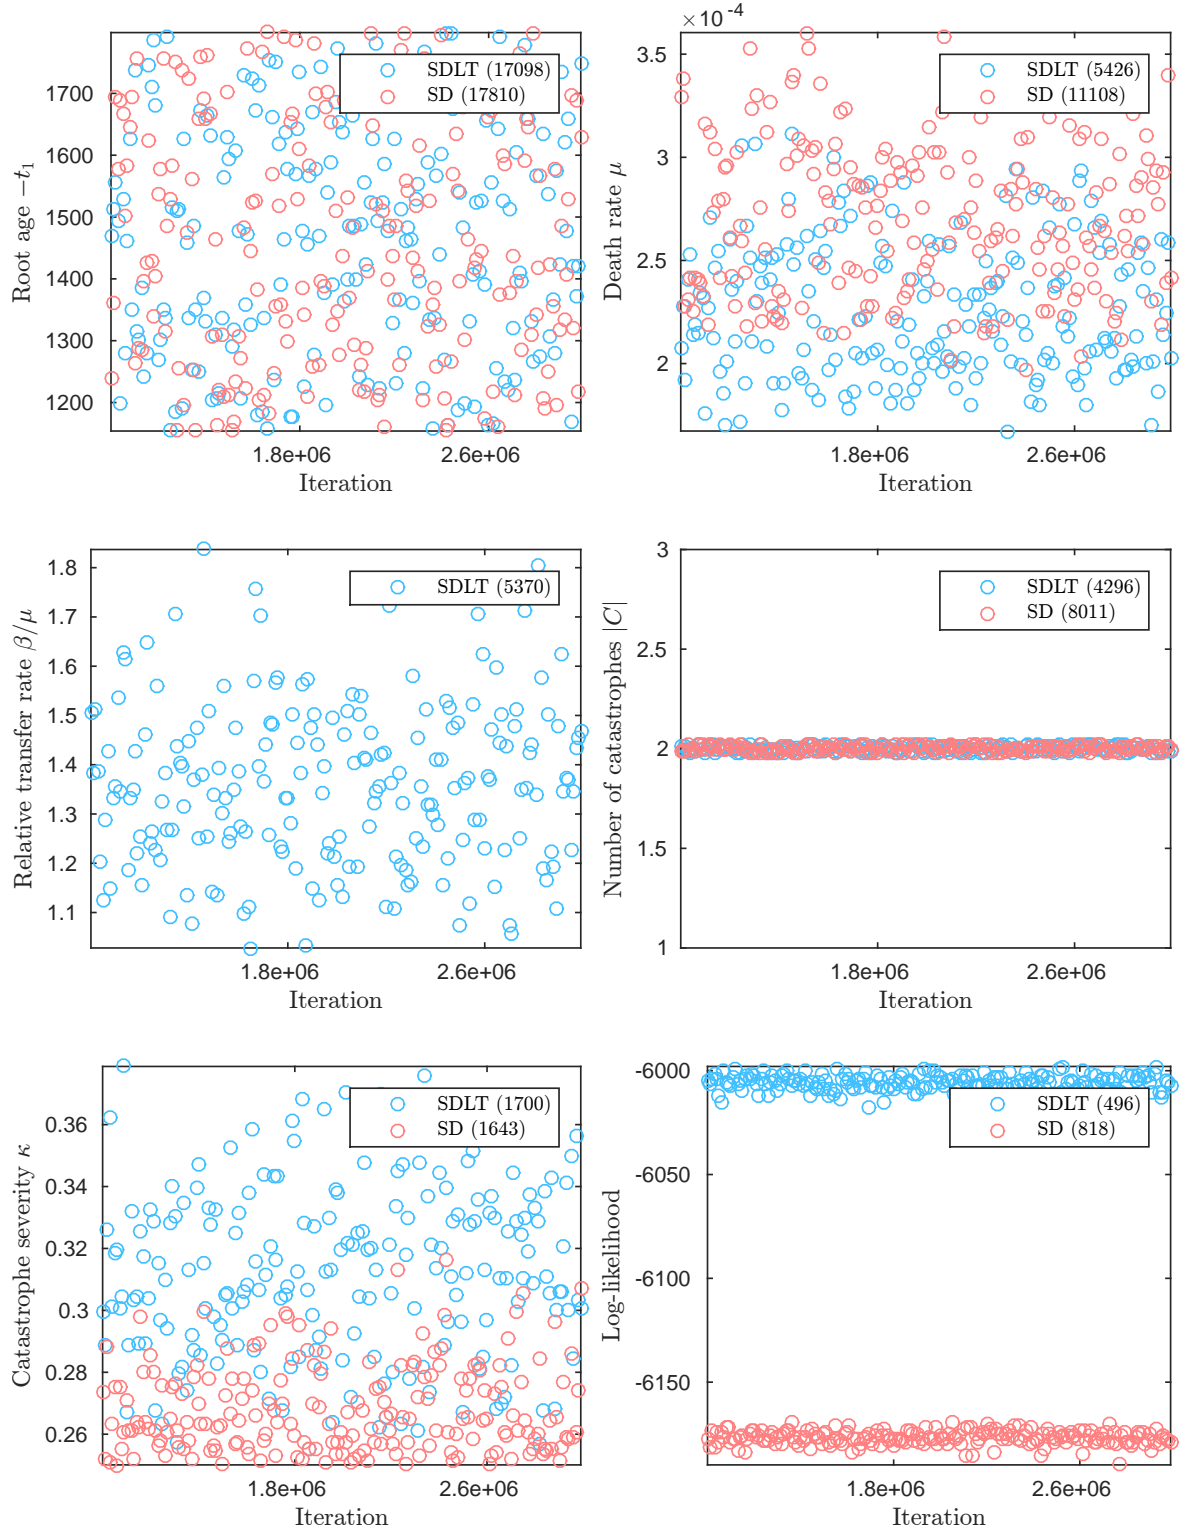 SDLT (17098)
SD (17810)
1700
1600
1500
1400
1300
1200
1.8e+06
2.6e+06
Iteration
Root age −t₁
×10⁻⁴
SDLT (5426)
SD (11108)
3.5
3
2.5
2
1.8e+06
2.6e+06
Iteration
Death rate μ
SDLT (5370)
1.8
1.7
1.6
1.5
1.4
1.3
1.2
1.1
1.8e+06
2.6e+06
Iteration
Relative transfer rate β/μ
SDLT (4296)
SD (8011)
3
2.5
2
1.5
1
1.8e+06
2.6e+06
Iteration
Number of catastrophes |C|
SDLT (1700)
SD (1643)
0.36
0.34
0.32
0.3
0.28
0.26
1.8e+06
2.6e+06
Iteration
Catastrophe severity κ
SDLT (496)
SD (818)
-6000
-6050
-6100
-6150
1.8e+06
2.6e+06
Iteration
Log-likelihood